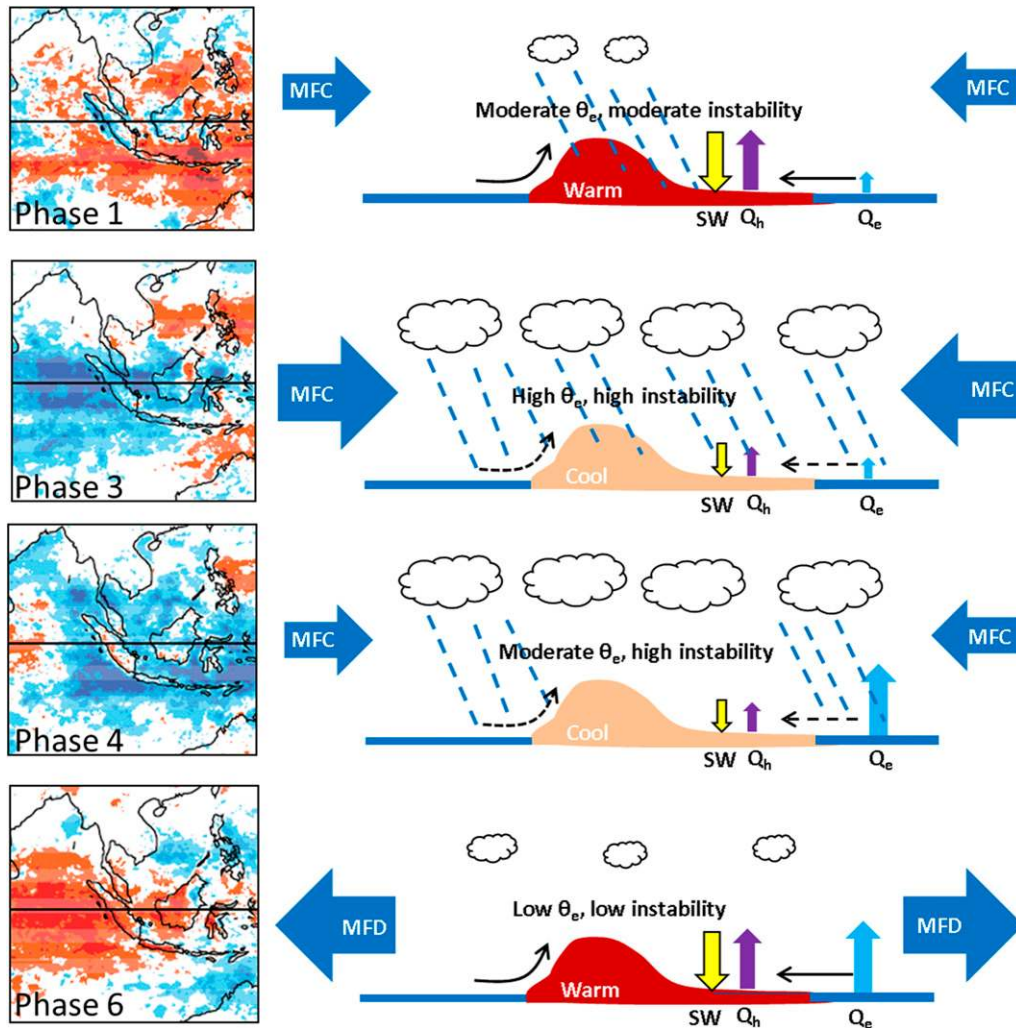 MFC
MFC
Moderate θe, moderate instability
Warm
SW Qh
Qe
Phase 1
MFC
MFC
High θe, high instability
Cool
SW Qh
Qe
Phase 3
MFC
MFC
Moderate θe, high instability
Cool
SW Qh
Qe
Phase 4
MFD
MFD
Low θe, low instability
Warm
SW Qh
Qe
Phase 6